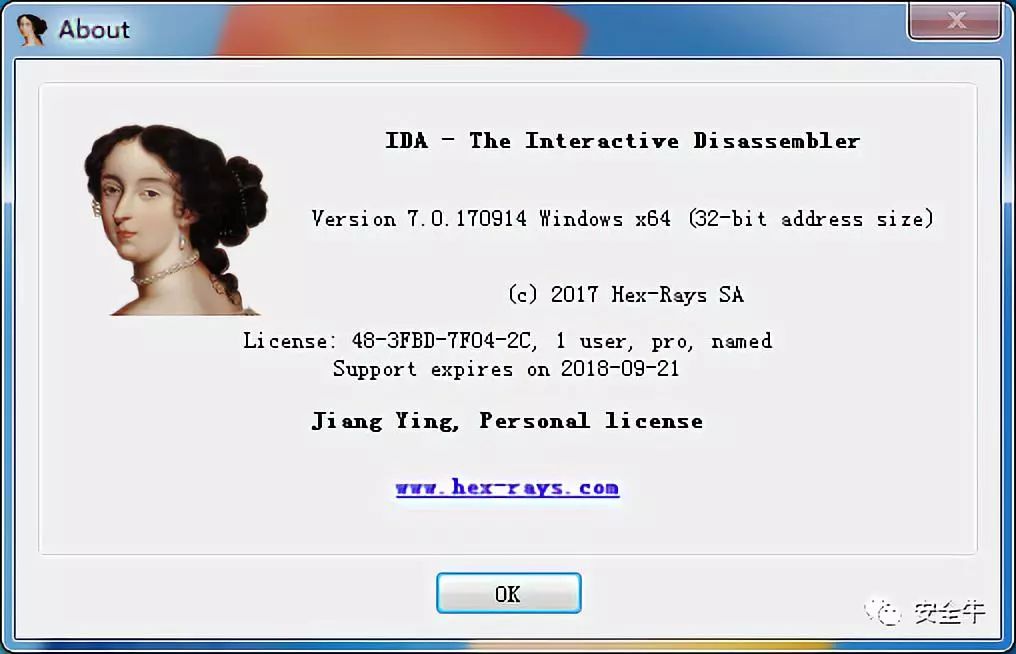 About
IDA - The Interactive Disassembler
Version 7.0.170914 Windows x64 (32-bit address size)
(c) 2017 Hex-Rays SA
License: 48-3FBD-7F04-2C, 1 user, pro, named
Support expires on 2018-09-21
Jiang Ying, Personal license
www.hex-rays.com
OK
安全牛